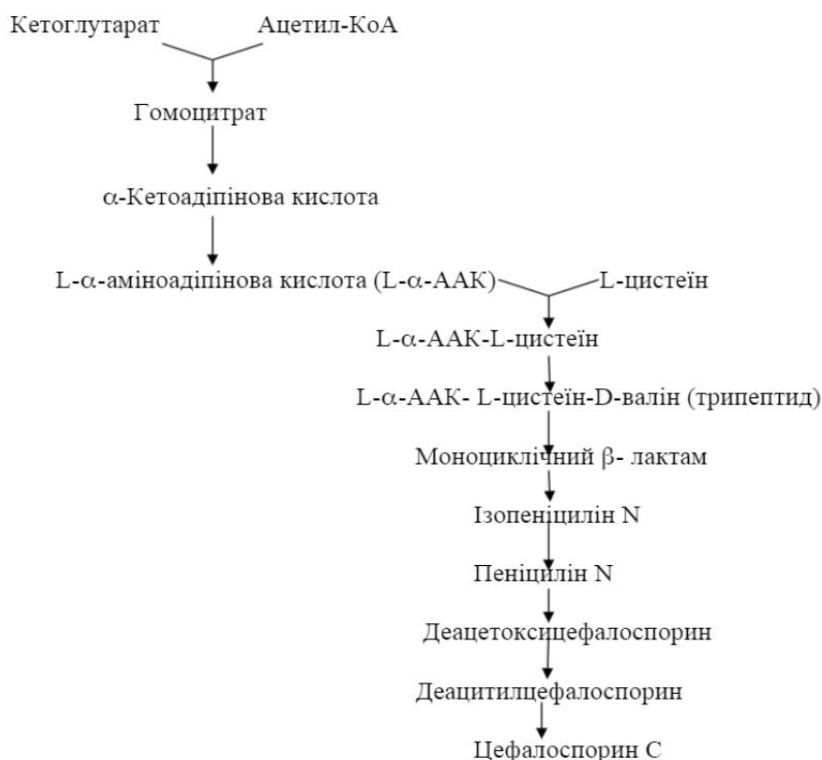 Кетоглутарат Ацетил-КоА
Гомоцитрат
α-Кетоадіпінова кислота
L-α-аміноадіпінова кислота (L-α-ААК) L-цистеїн
L-α-ААК-L-цистеїн
L-α-ААК- L-цистеїн-D-валін (трипептид)
Моноциклічний β- лактам
Ізопеніцилін N
Пеніцилін N
Деацетоксицефалоспорин
Деацитилцефалоспорин
Цефалоспорин С